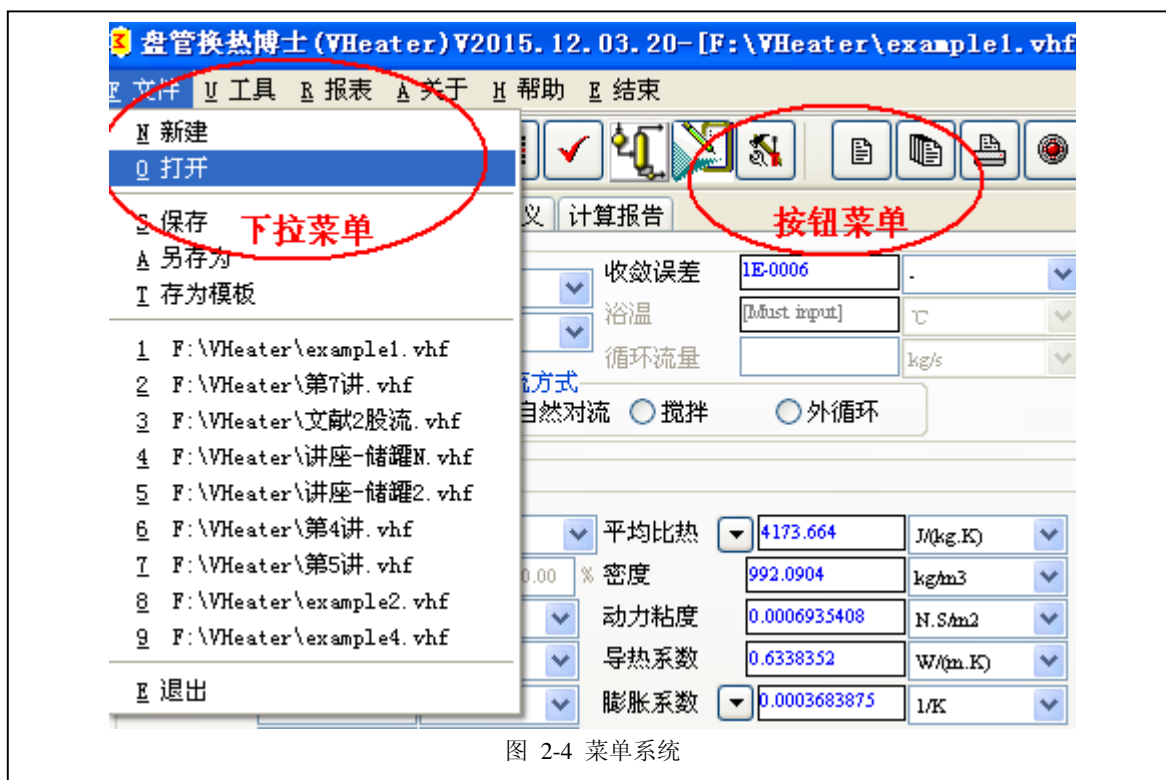 盘管换热博士(VHeater)V2015.12.03.20-[F:\VHeater\example1.vhf
F 文件 U 工具 R 报表 A 关于 H 帮助 E 结束
N 新建
O 打开
S 保存
A 另存为
T 存为模板
下拉菜单
按钮菜单
义 计算报告
收敛误差 1E-0006 -
浴温 [Must input] ℃
循环流量 kg/s
流方式
自然对流 搅拌 外循环
1 F:\VHeater\example1.vhf
2 F:\VHeater\第7讲.vhf
3 F:\VHeater\文献2股流.vhf
4 F:\VHeater\讲座-储罐N.vhf
5 F:\VHeater\讲座-储罐2.vhf
6 F:\VHeater\第4讲.vhf
7 F:\VHeater\第5讲.vhf
8 F:\VHeater\example2.vhf
9 F:\VHeater\example4.vhf
E 退出
平均比热 4173.664 J/(kg.K)
0.00 % 密度 992.0904 kg/m3
动力粘度 0.0006935408 N.S/m2
导热系数 0.6338352 W/(m.K)
膨胀系数 0.0003683875 1/K
图 2-4 菜单系统